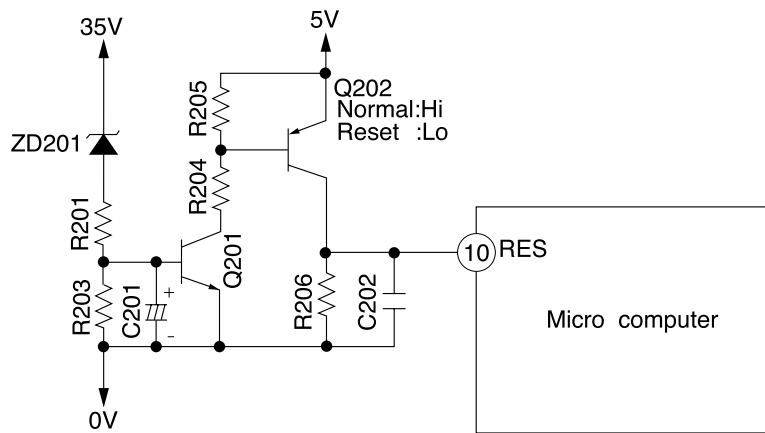 35V
5V
Q202
Normal:Hi
Reset :Lo
R205
ZD201
R204
R201
Q201
10
RES
R203
C201
+
-
R206
C202
Micro computer
0V